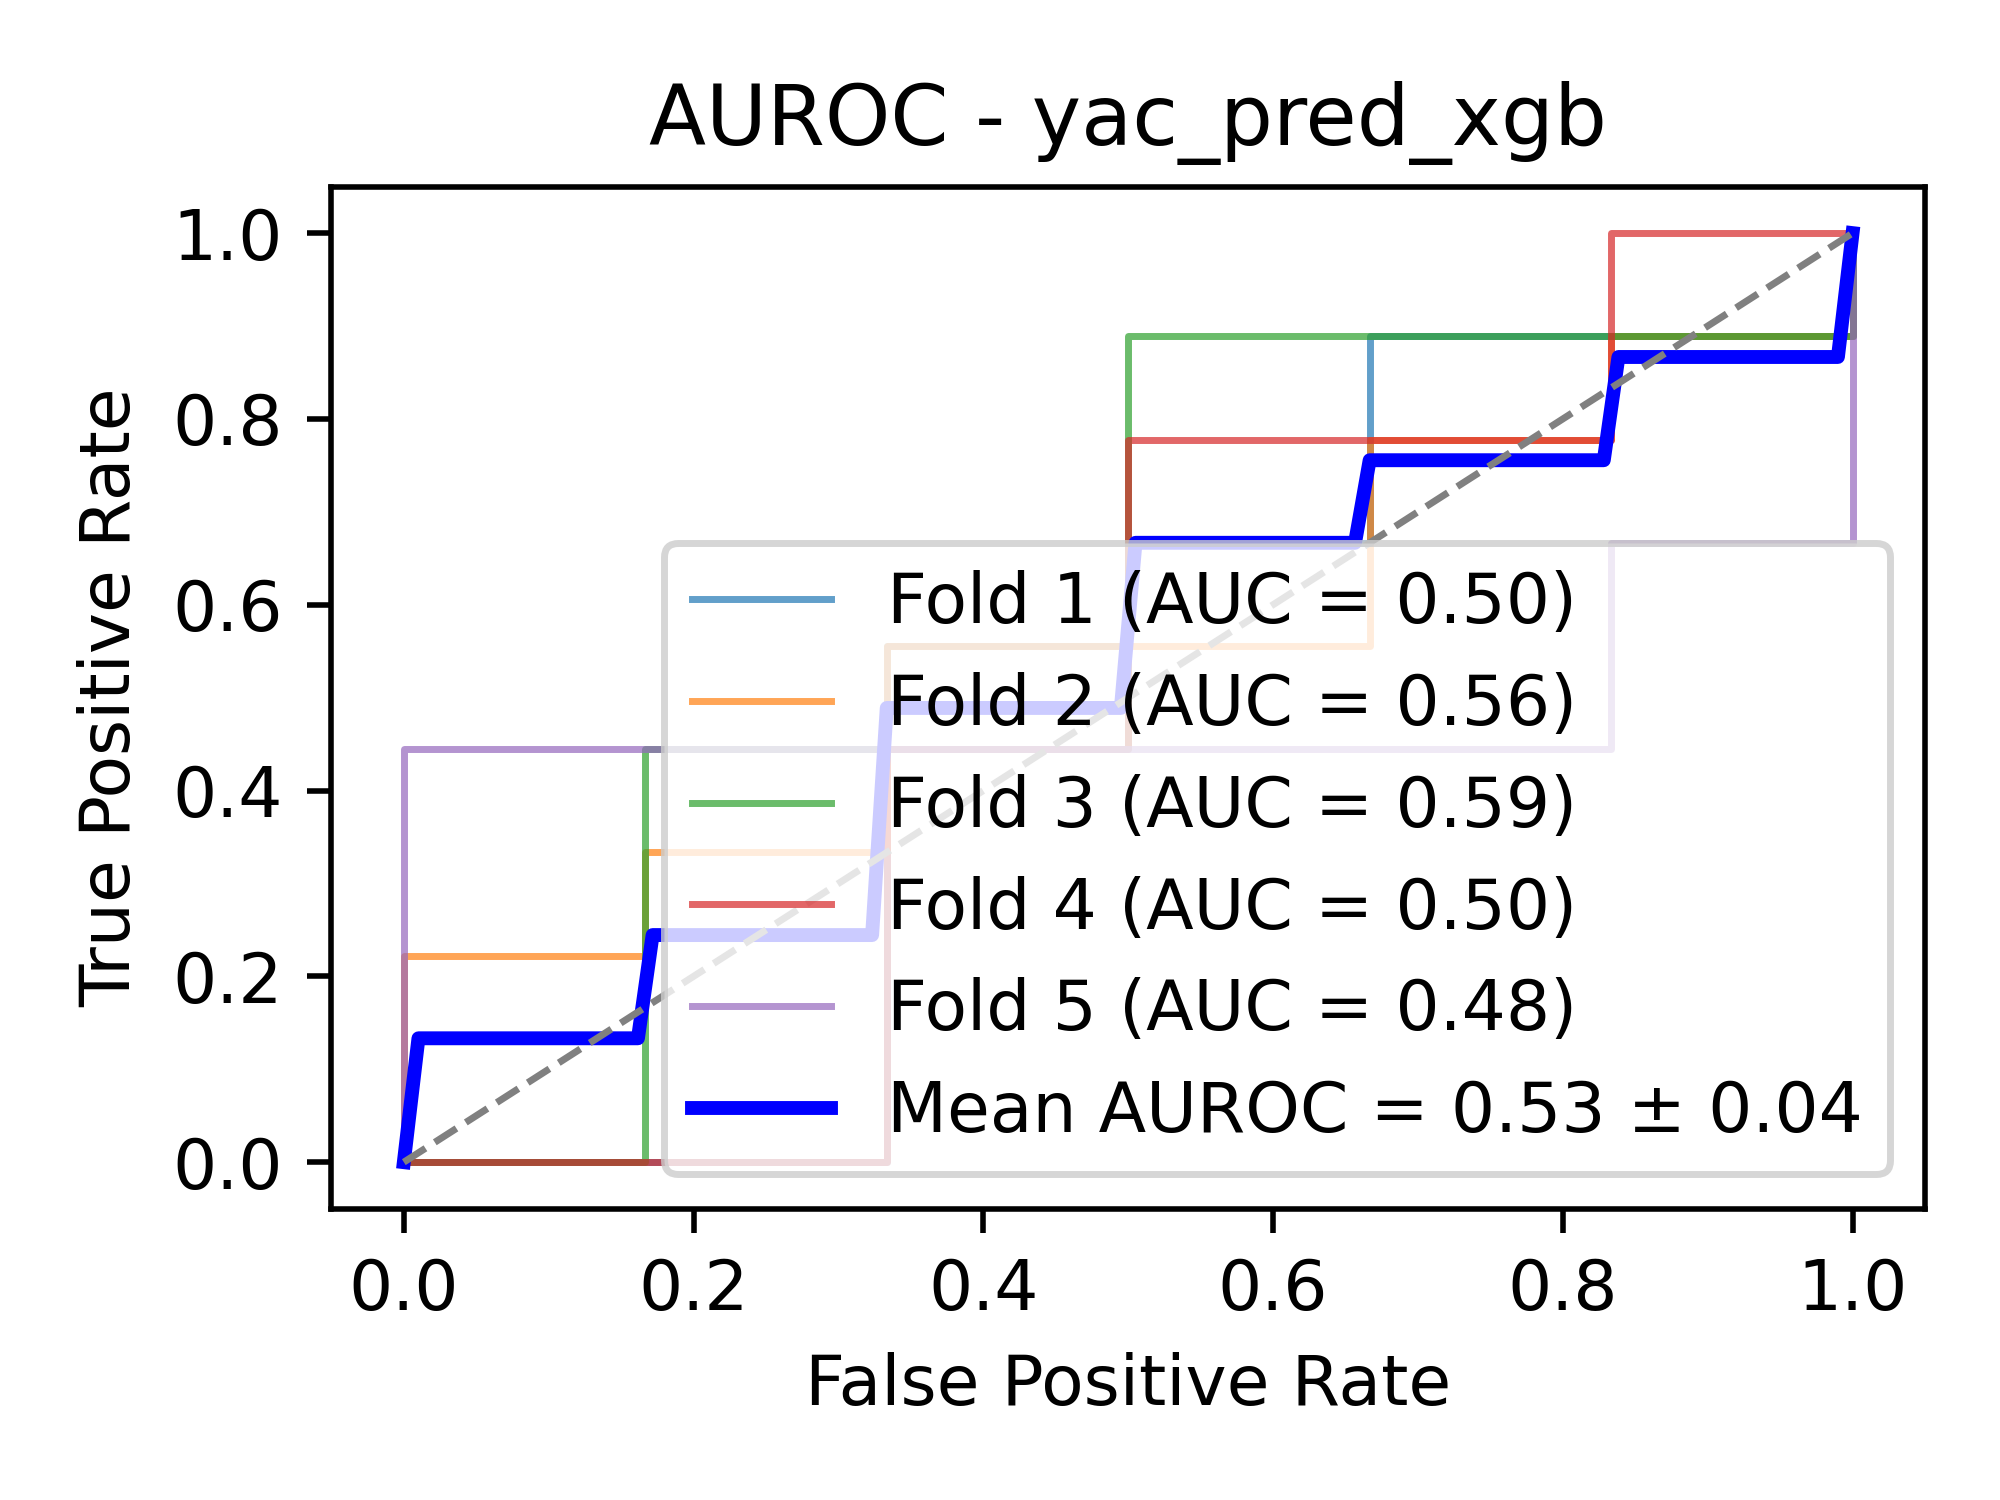 AUROC - yac_pred_xgb
True Positive Rate
1.0
0.8
0.6
0.4
0.2
0.0
Fold 1 (AUC = 0.50)
Fold 2 (AUC = 0.56)
Fold 3 (AUC = 0.59)
Fold 4 (AUC = 0.50)
Fold 5 (AUC = 0.48)
Mean AUROC = 0.53 ± 0.04
0.0 0.2 0.4 0.6 0.8 1.0
False Positive Rate